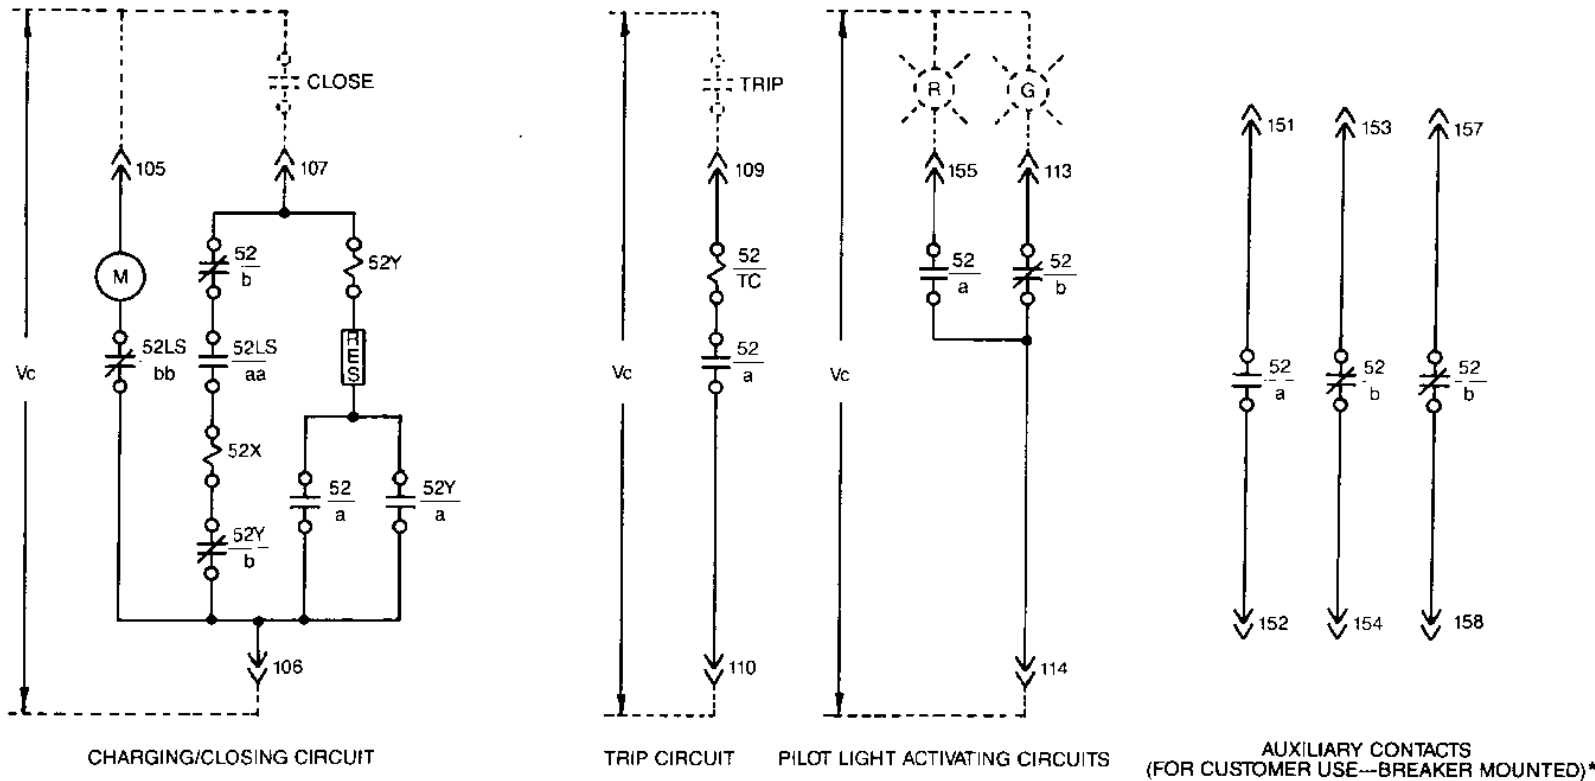 CLOSE
105
107
M
52
b
52Y
52LS
bb
52LS
aa
RES
Vc
52X
52
a
52Y
a
52Y
b
106
CHARGING/CLOSING CIRCUIT
TRIP
109
52
TC
Vc
52
a
110
TRIP CIRCUIT
R
G
155
113
52
a
52
b
Vc
114
PILOT LIGHT ACTIVATING CIRCUITS
151
153
157
52
a
52
b
52
b
152
154
158
AUXILIARY CONTACTS
(FOR CUSTOMER USE—BREAKER MOUNTED)*